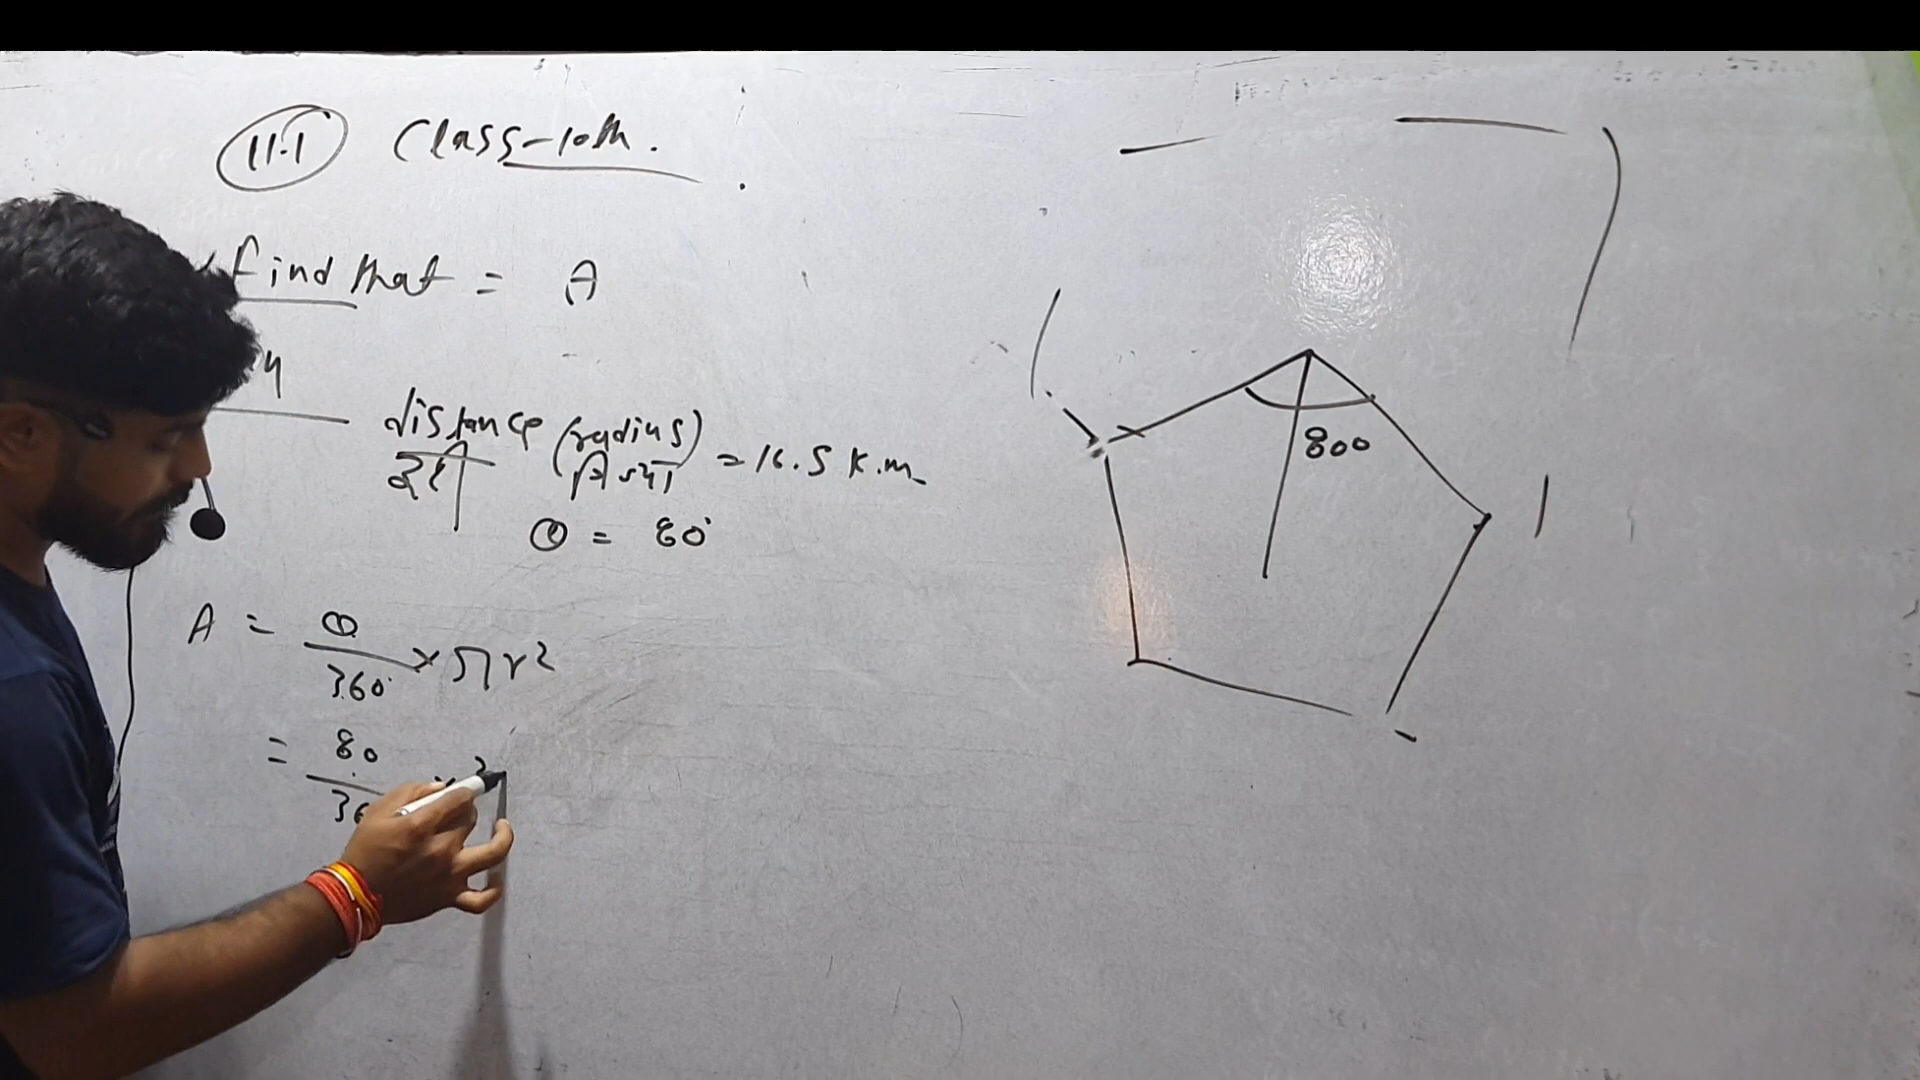 11.1 Class-10th.
find that = A
distance (radius) = 16.5 K.m
दूरी त्रिज्या
θ = 80°
A = θ/360° × πr²
= 80/36
800